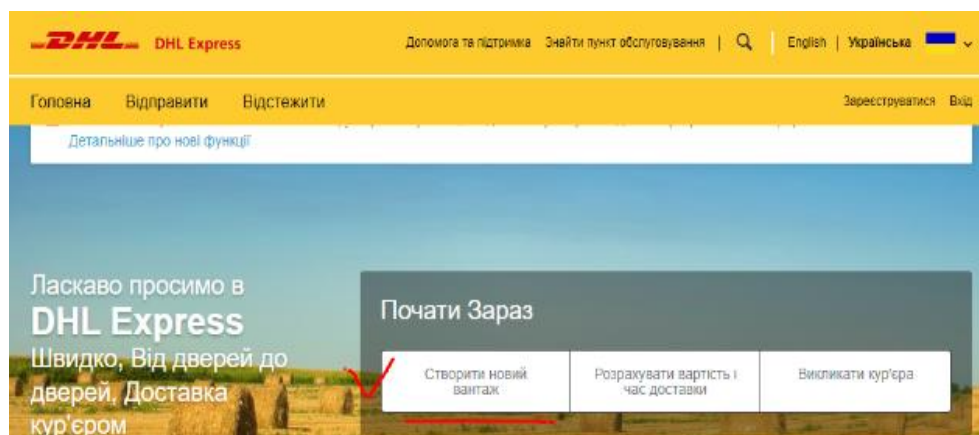 DHL DHL Express Допомога та підтримка Знайти пункт обслуговування | English | Українська
Головна Відправити Відстежити Зареєструватися Вхід
Детальніше про нові функції
Ласкаво просимо в
DHL Express
Швидко, Від дверей до
дверей, Доставка
кур'єром
Почати Зараз
Створити новий
вантаж
Розрахувати вартість і
час доставки
Викликати кур'єра